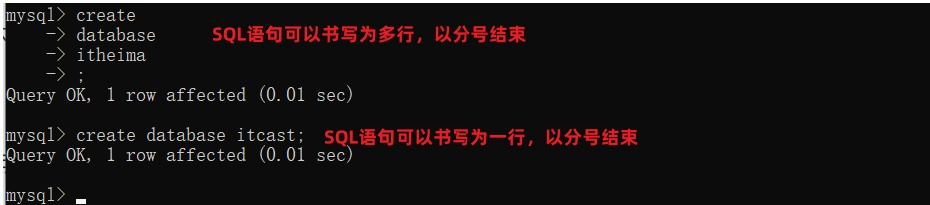 mysql> create
-> database SQL语句可以书写为多行，以分号结束
-> itheima
-> ;
Query OK, 1 row affected (0.01 sec)
mysql> create database itcast; SQL语句可以书写为一行，以分号结束
Query OK, 1 row affected (0.01 sec)
mysql>